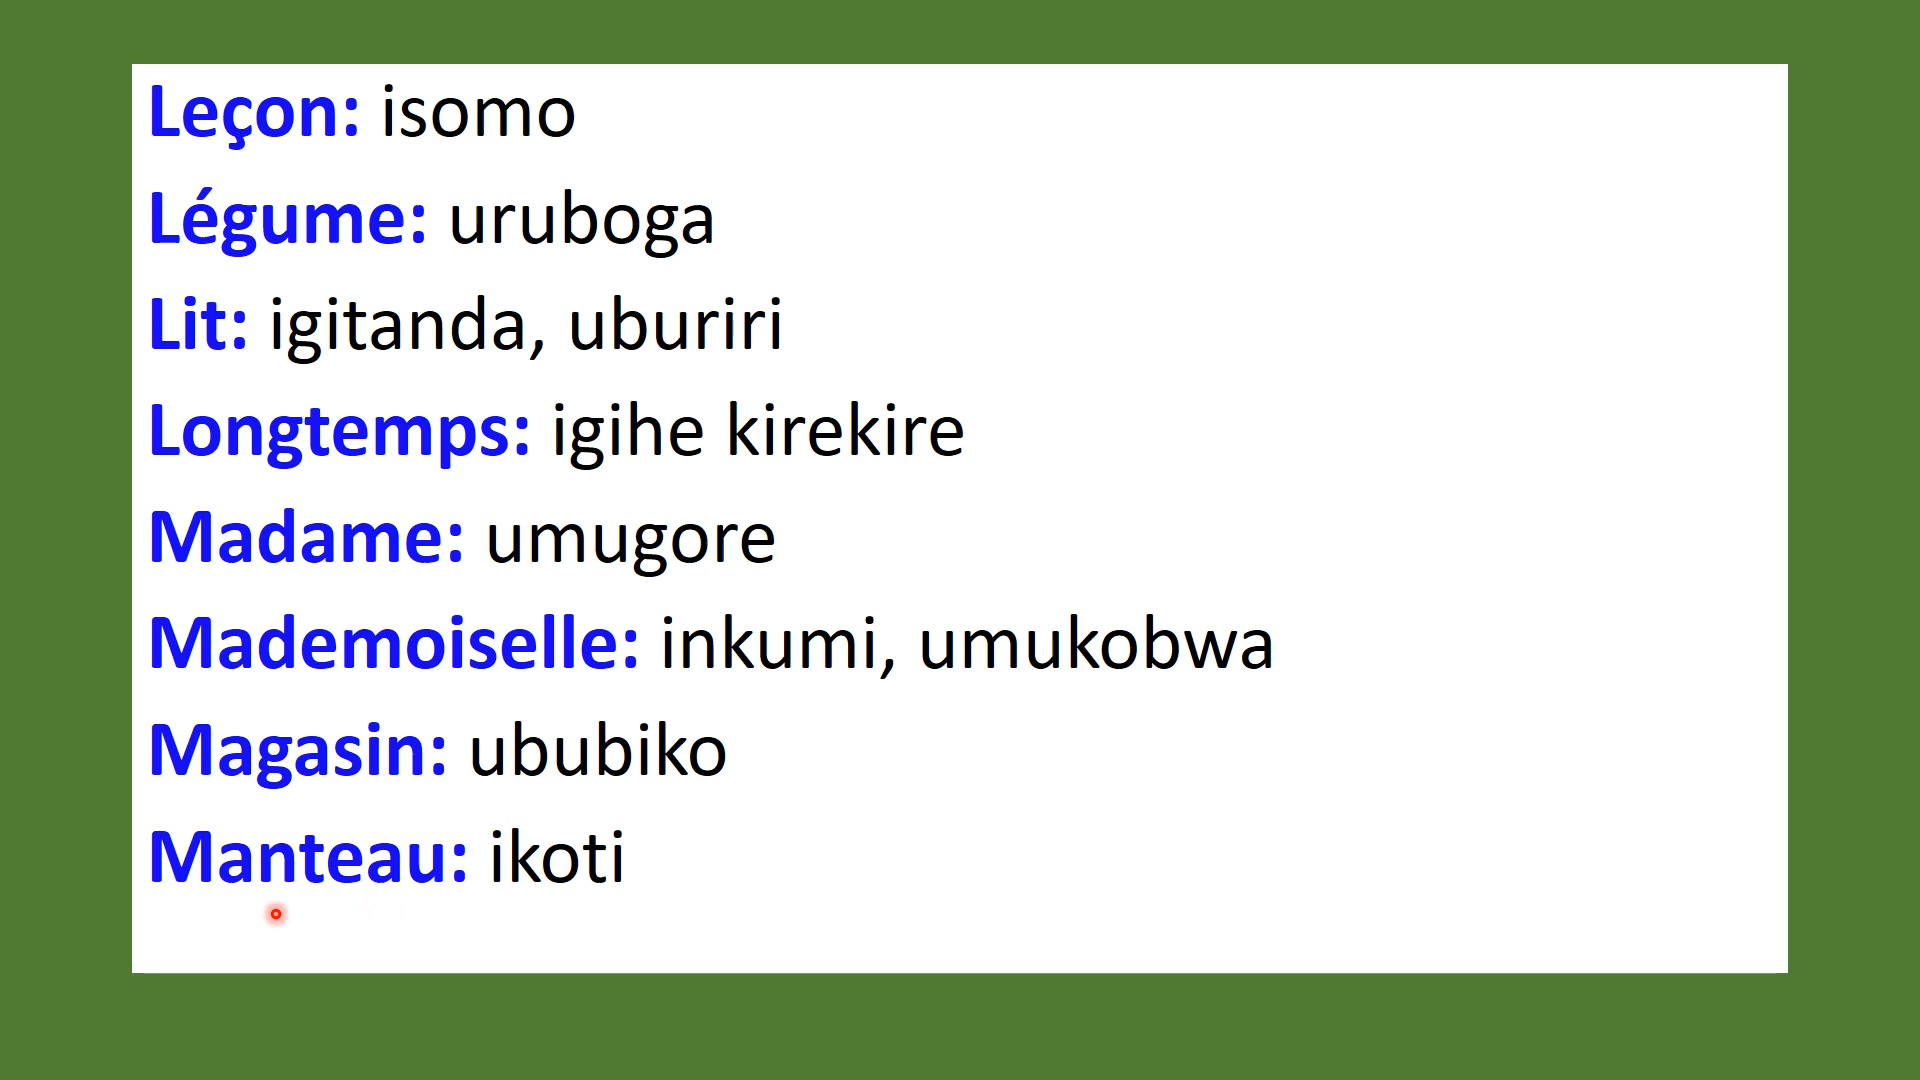 Leçon: isomo
Légume: uruboga
Lit: igitanda, uburiri
Longtemps: igihe kirekire
Madame: umugore
Mademoiselle: inkumi, umukobwa
Magasin: ububiko
Manteau: ikoti